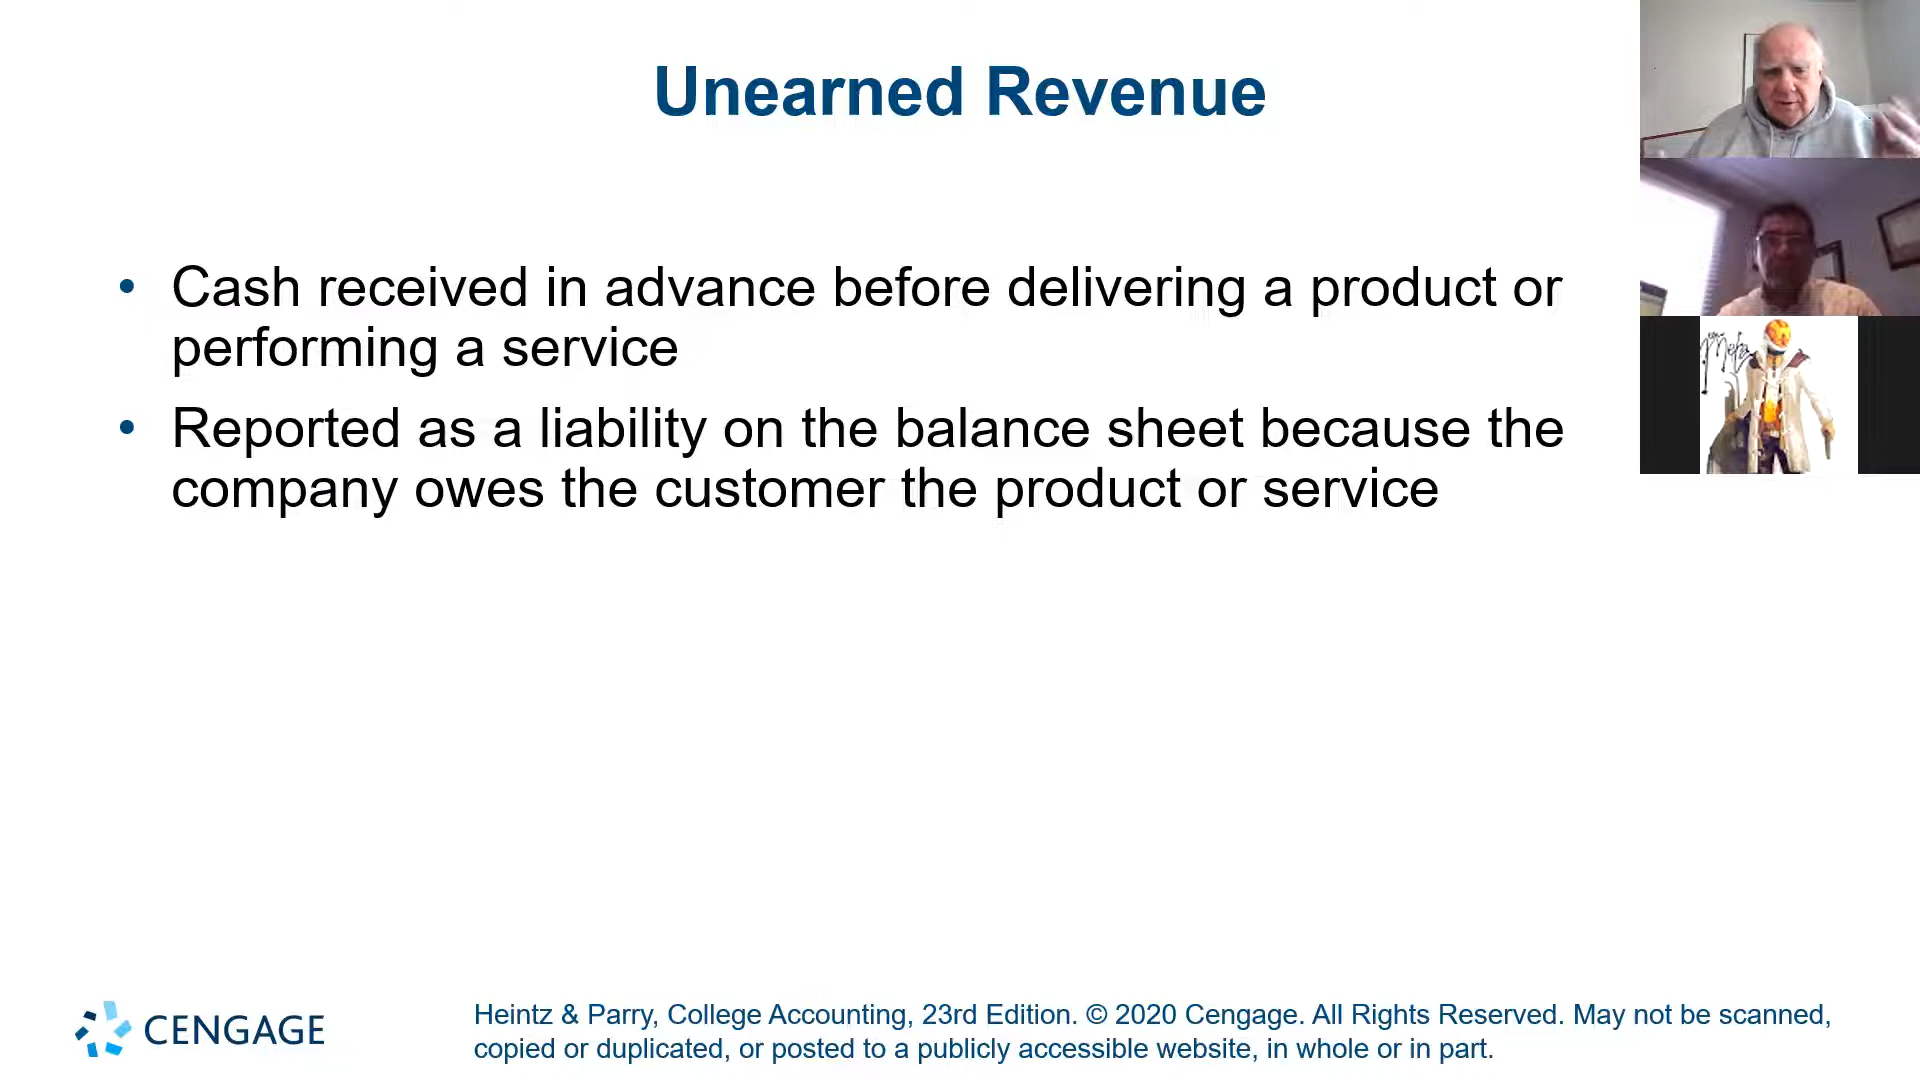 Unearned Revenue
• Cash received in advance before delivering a product or
performing a service
• Reported as a liability on the balance sheet because the
company owes the customer the product or service
CENGAGE
Heintz & Parry, College Accounting, 23rd Edition. © 2020 Cengage. All Rights Reserved. May not be scanned,
copied or duplicated, or posted to a publicly accessible website, in whole or in part.